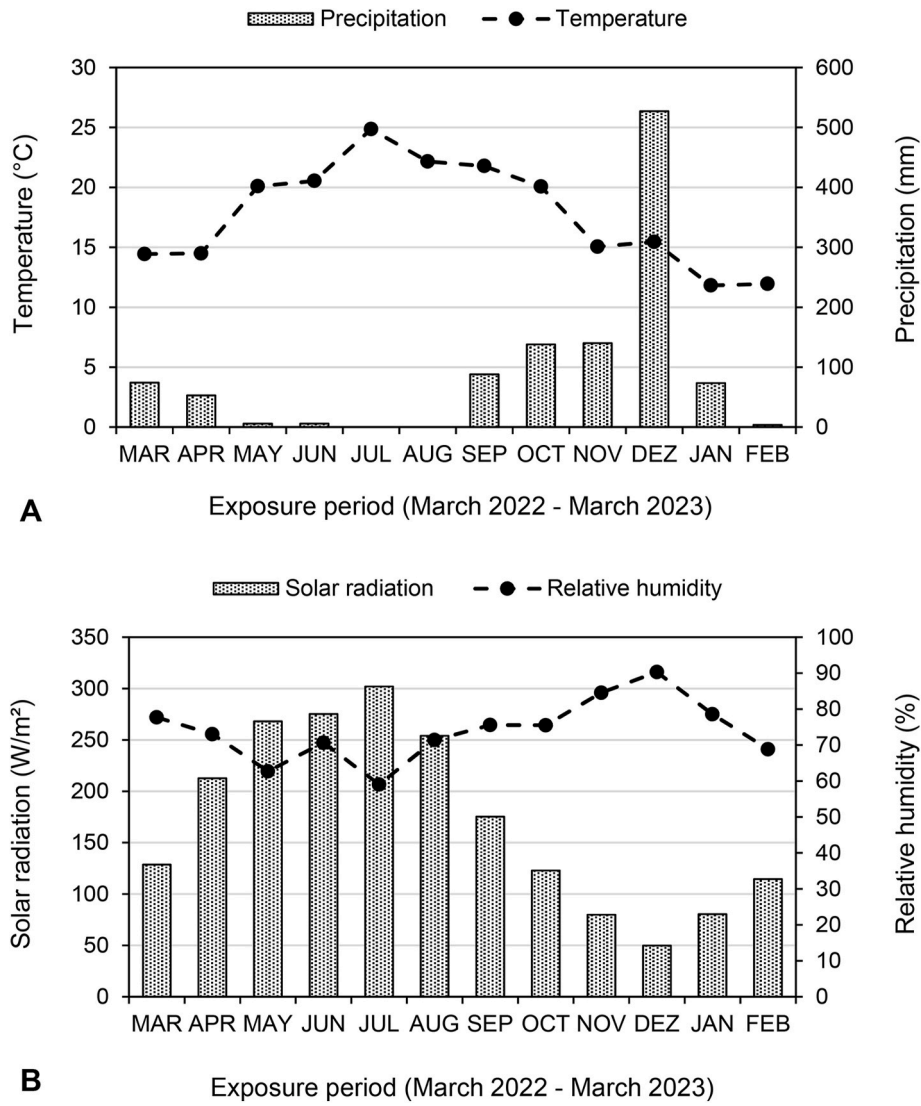 Precipitation Temperature
30 600
25 500
20 400
15 300
10 200
5 100
0 0
Temperature (°C)
Precipitation (mm)
MAR APR MAY JUN JUL AUG SEP OCT NOV DEZ JAN FEB
A Exposure period (March 2022 - March 2023)
Solar radiation Relative humidity
350 100
300 90
250 80
200 70
150 60
100 50
50 40
0 30
20
10
0
Solar radiation (W/m²)
Relative humidity (%)
MAR APR MAY JUN JUL AUG SEP OCT NOV DEZ JAN FEB
B Exposure period (March 2022 - March 2023)